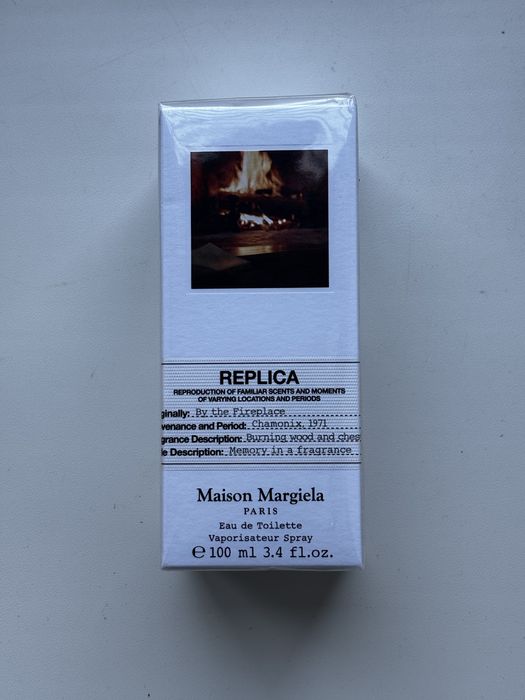 REPLICA
REPRODUCTION OF FAMILIAR SCENTS AND MOMENTS
OF VARYING LOCATIONS AND PERIODS
ginally: By the Fireplace
venance and Period: Chamonix, 1971
grance Description: Burning wood and ches
le Description: Memory in a fragrance
Maison Margiela
PARIS
Eau de Toilette
Vaporisateur Spray
℮ 100 ml 3.4 fl.oz.